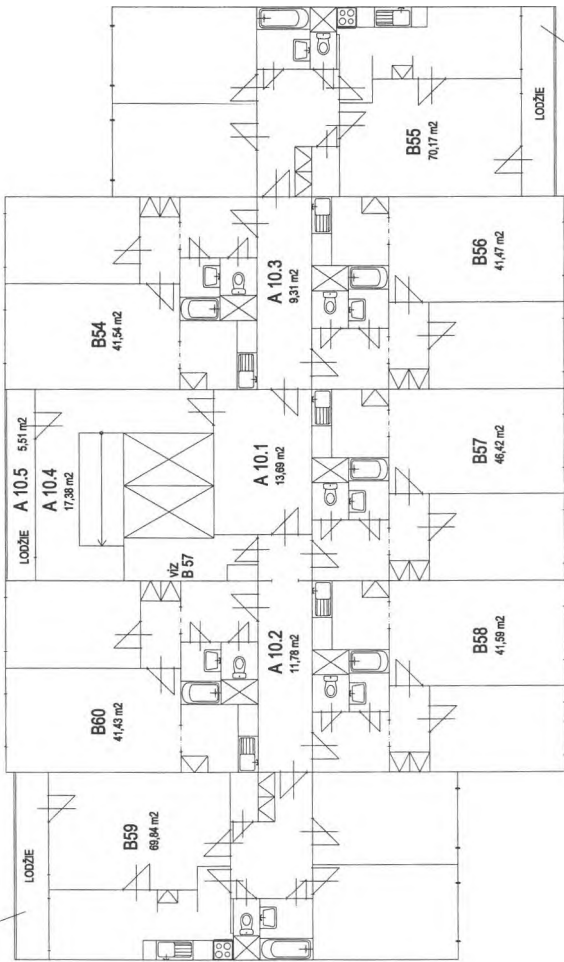 LODŽIE
B55
70,17 m2
B54
41,54 m2
A 10.3
9,31 m2
B56
41,47 m2
LODŽIE
A 10.5 5,51 m2
A 10.4
17,38 m2
A 10.1
13,69 m2
B57
46,42 m2
viz
B 57
B60
41,43 m2
A 10.2
11,78 m2
B58
41,59 m2
LODŽIE
B59
69,84 m2